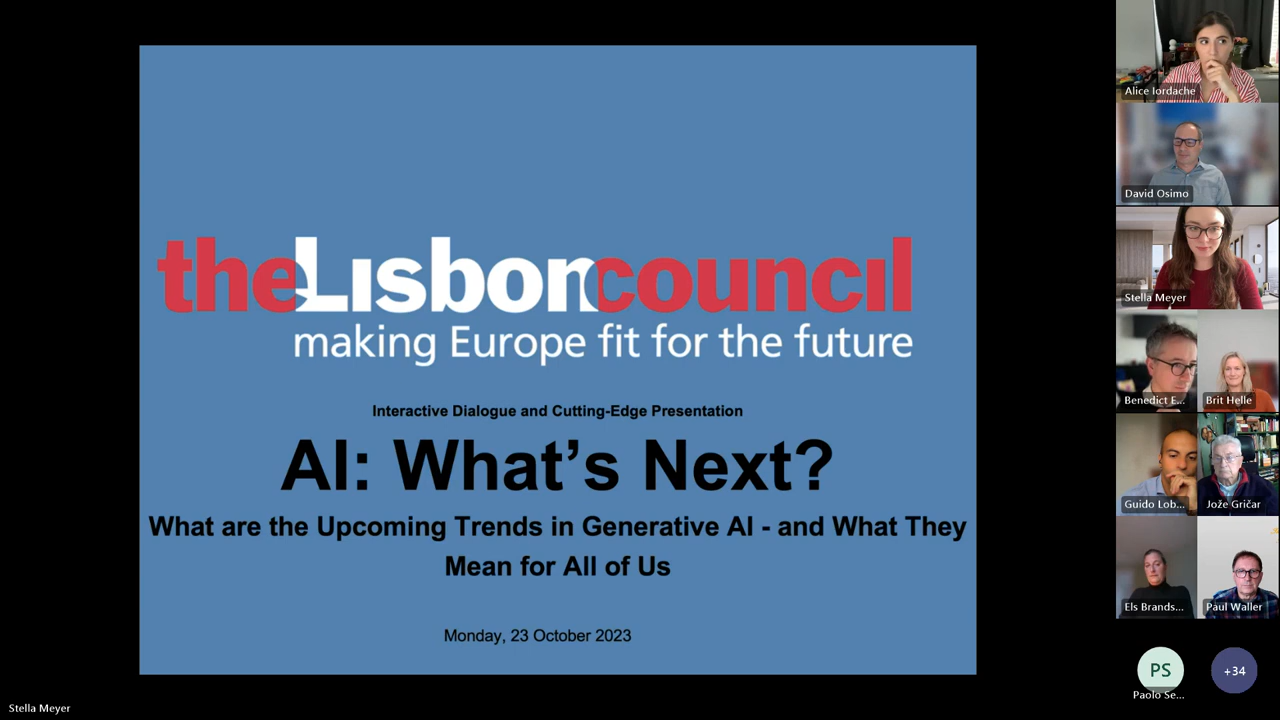 theLisboncouncil
making Europe fit for the future
Interactive Dialogue and Cutting-Edge Presentation
AI: What's Next?
What are the Upcoming Trends in Generative AI - and What They
Mean for All of Us
Monday, 23 October 2023
Stella Meyer
Alice Iordache
David Osimo
Stella Meyer
Benedict E...
Brit Helle
Guido Lob...
Jože Gričar
Els Brands...
Paul Waller
PS
Paolo Se...
+34